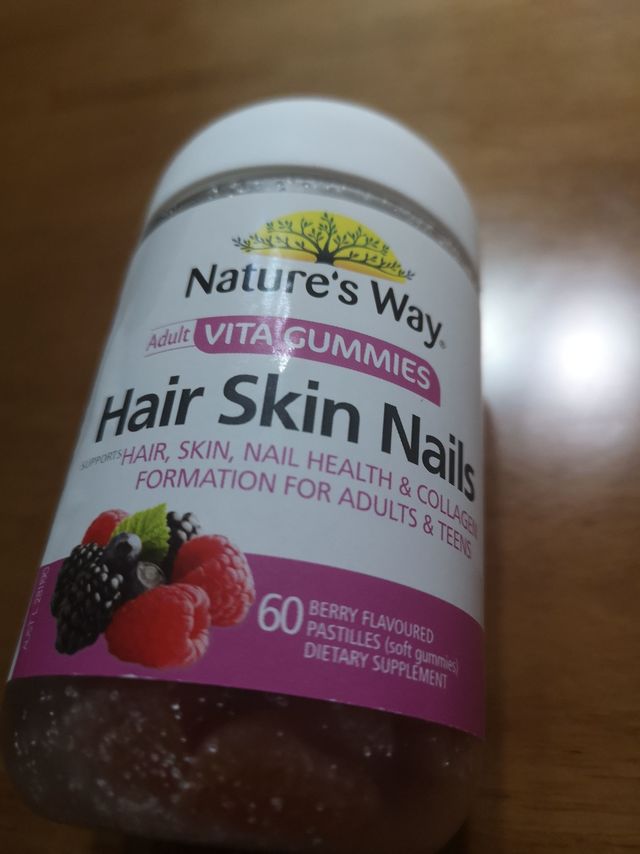 Nature's Way®
Adult VITA GUMMIES
Hair Skin Nails
SUPPORTS HAIR, SKIN, NAIL HEALTH & COLLAGEN
FORMATION FOR ADULTS & TEENS
60 BERRY FLAVOURED
PASTILLES (soft gummies)
DIETARY SUPPLEMENT